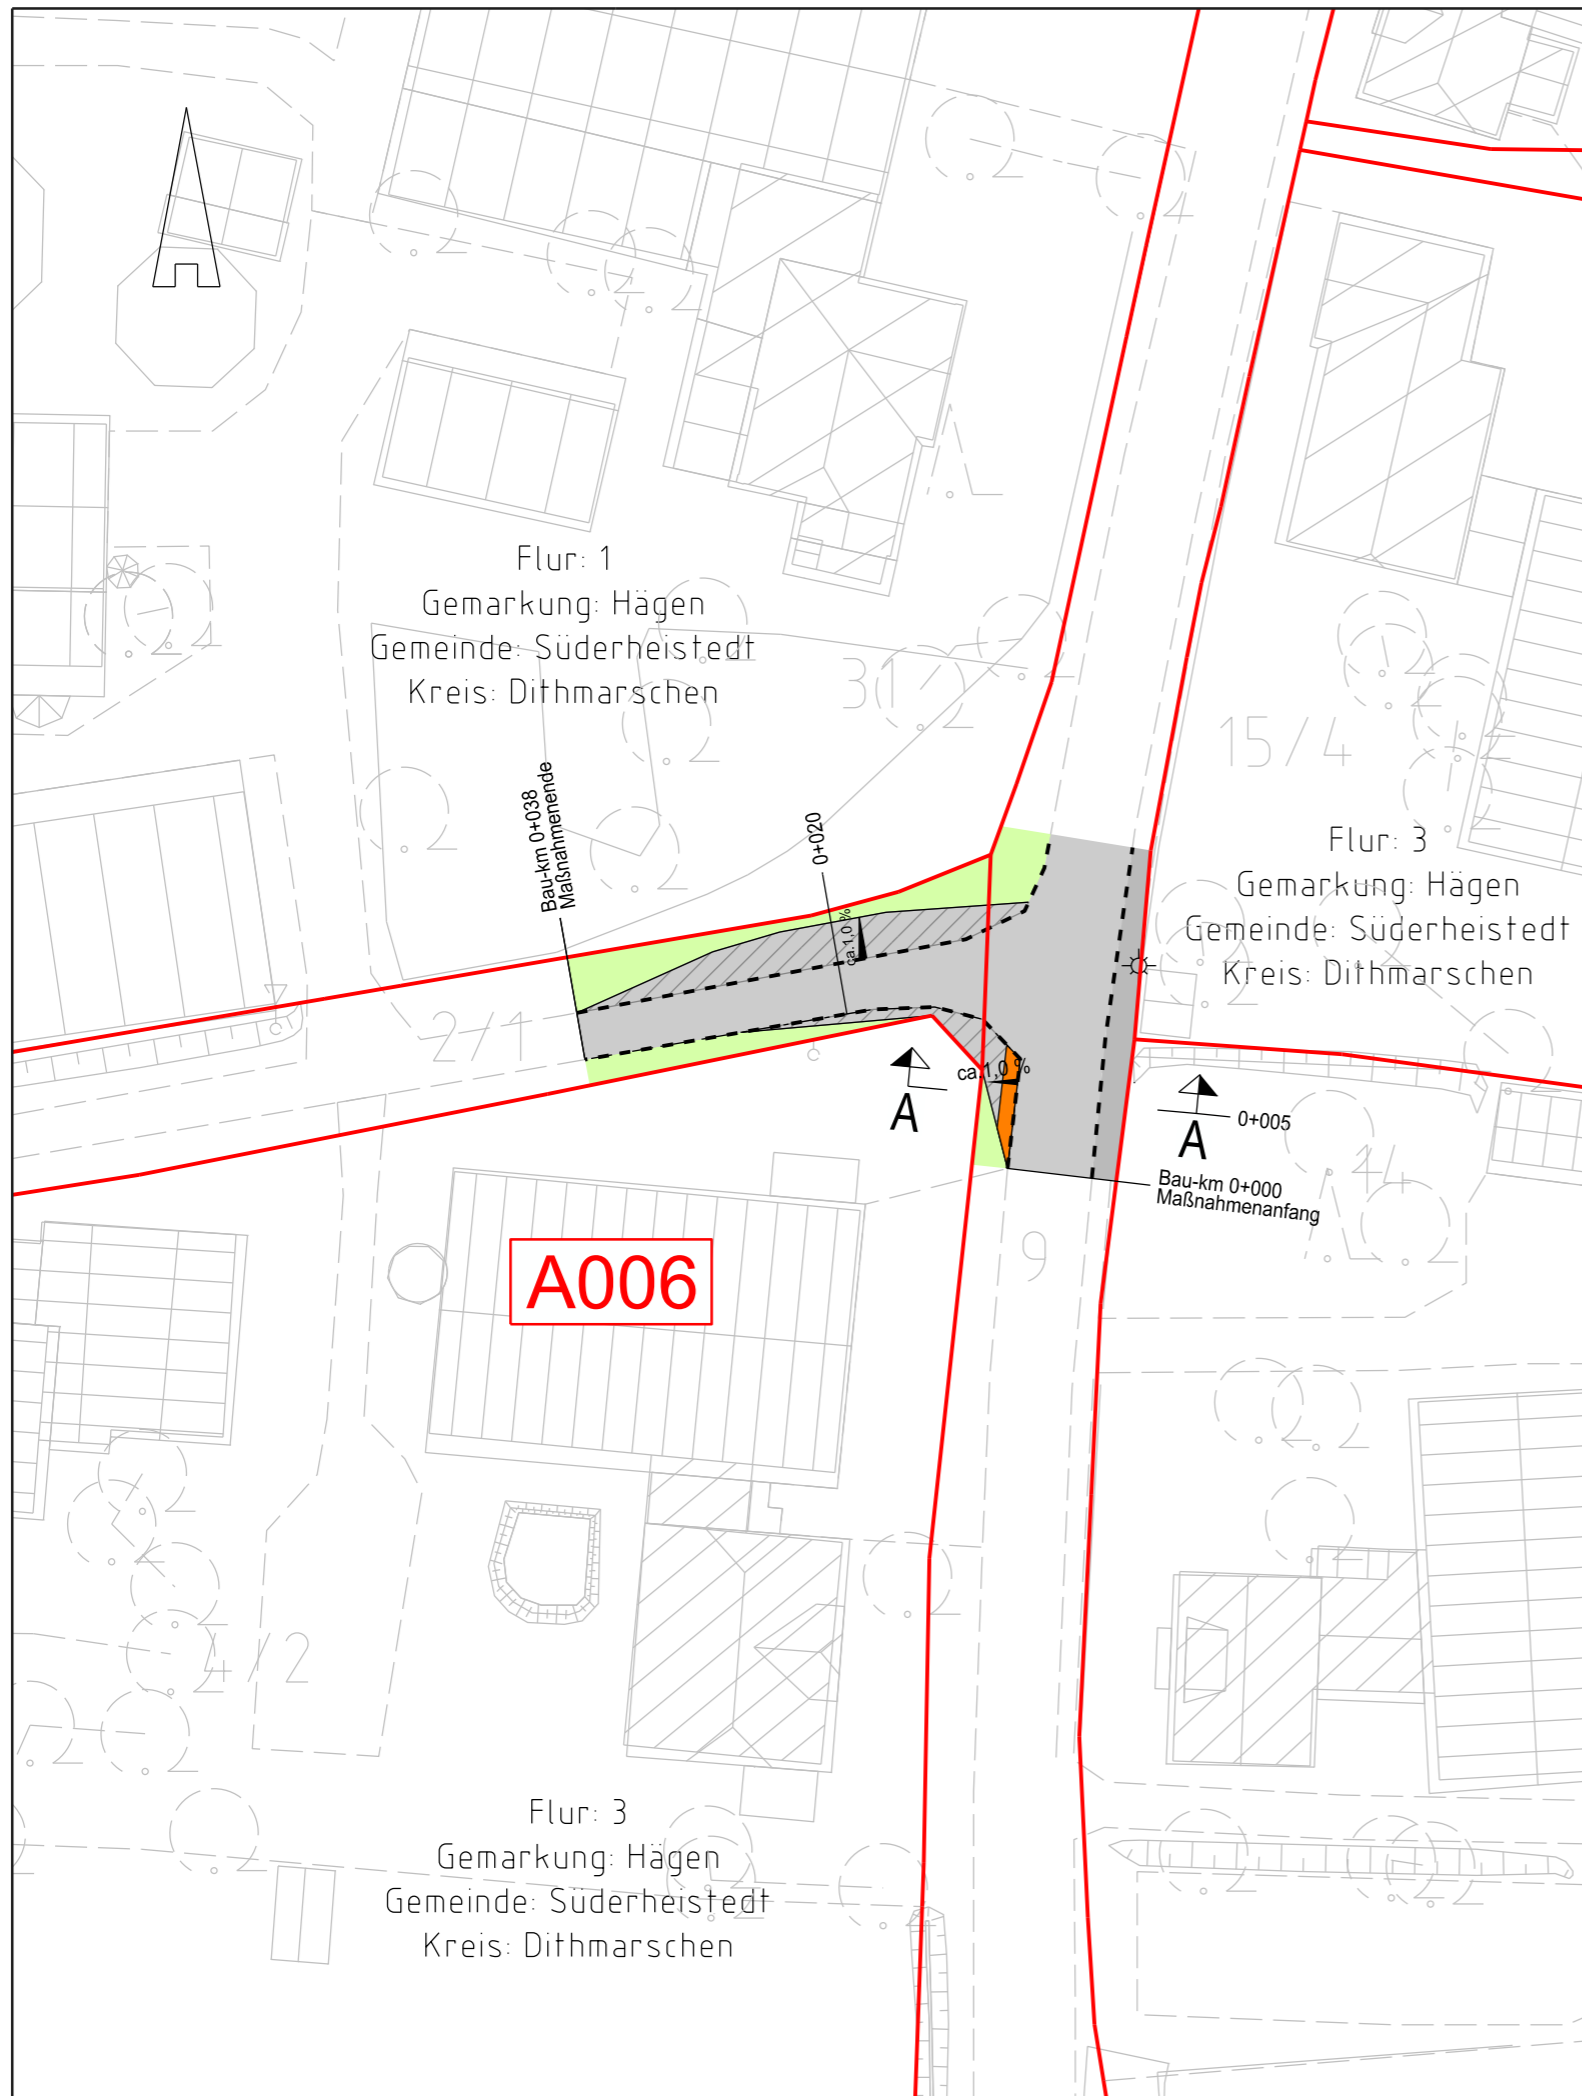 Flur: 1
Gemarkung: Hägen
Gemeinde: Süderheistedt
Kreis: Dithmarschen
31
15/4
Bau-km 0+038
Maßnahmenende
0+020
Flur: 3
Gemarkung: Hägen
Gemeinde: Süderheistedt
Kreis: Dithmarschen
ca.1,0 %
2/1
ca.1,0 %
A
A
0+005
Bau-km 0+000
Maßnahmenanfang
14
9
A006
4/2
Flur: 3
Gemarkung: Hägen
Gemeinde: Süderheistedt
Kreis: Dithmarschen